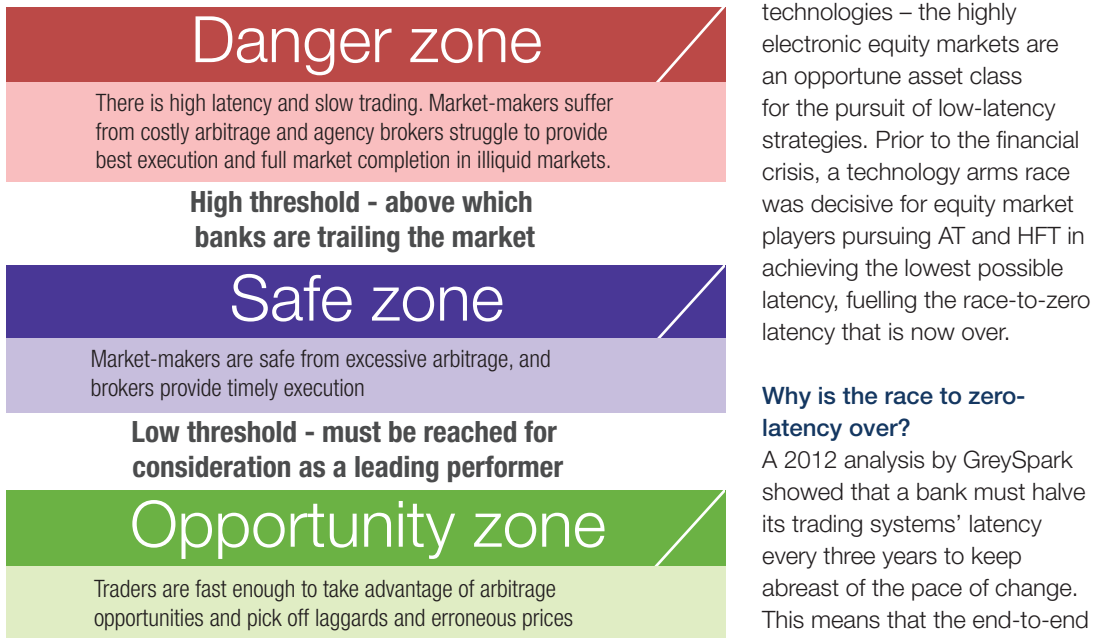 Danger zone
There is high latency and slow trading. Market-makers suffer
from costly arbitrage and agency brokers struggle to provide
best execution and full market completion in illiquid markets.
High threshold - above which
banks are trailing the market
Safe zone
Market-makers are safe from excessive arbitrage, and
brokers provide timely execution
Low threshold - must be reached for
consideration as a leading performer
Opportunity zone
Traders are fast enough to take advantage of arbitrage
opportunities and pick off laggards and erroneous prices
technologies – the highly
electronic equity markets are
an opportune asset class
for the pursuit of low-latency
strategies. Prior to the financial
crisis, a technology arms race
was decisive for equity market
players pursuing AT and HFT in
achieving the lowest possible
latency, fuelling the race-to-zero
latency that is now over.
Why is the race to zero-
latency over?
A 2012 analysis by GreySpark
showed that a bank must halve
its trading systems’ latency
every three years to keep
abreast of the pace of change.
This means that the end-to-end